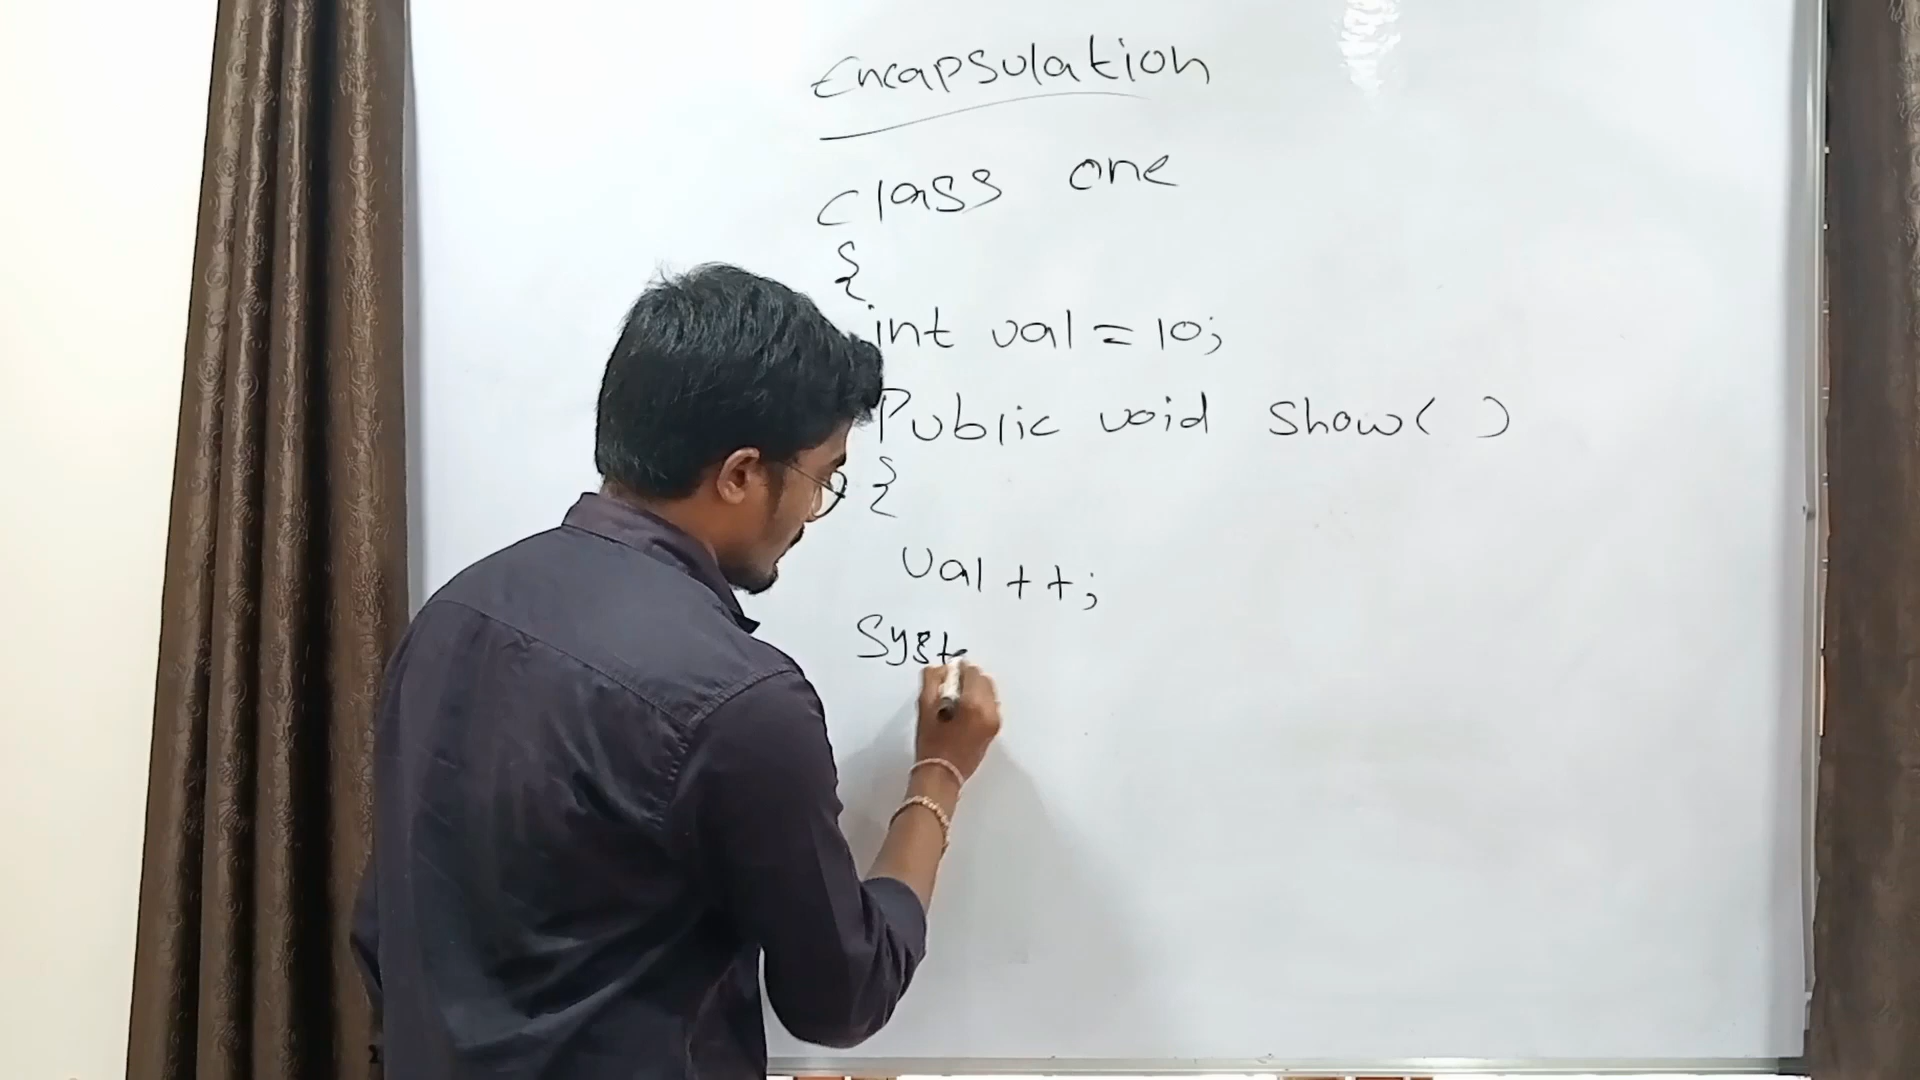 Encapsulation
class one
{
int val = 10;
Public void show( )
{
val ++;
Syst